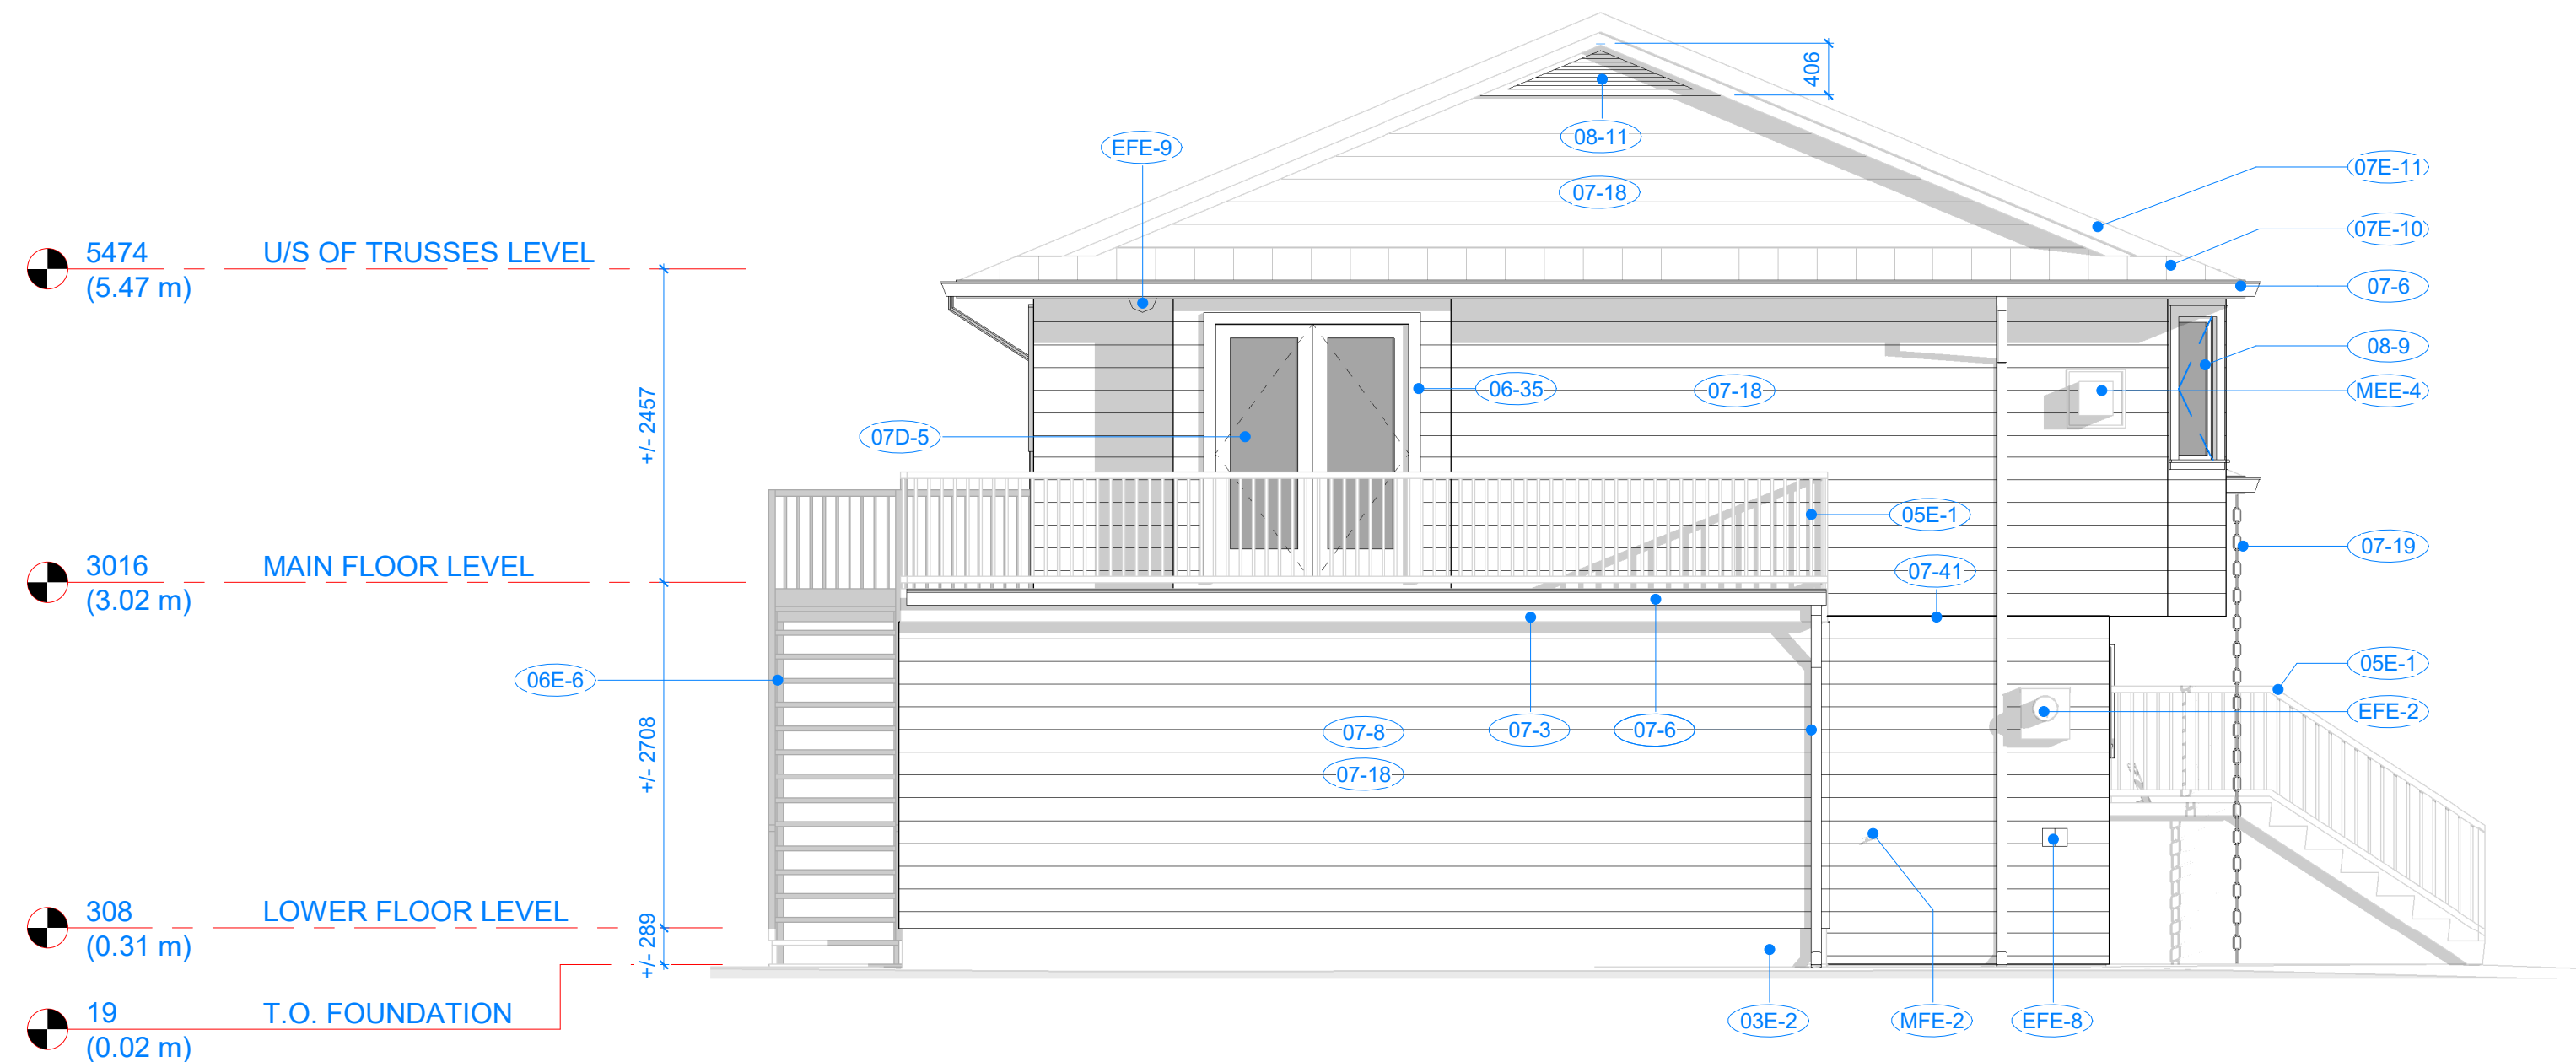 406
08-11
EFE-9
07E-11
07-18
07E-10
5474 U/S OF TRUSSES LEVEL
(5.47 m)
07-6
08-9
06-35
07-18
MEE-4
+/- 2457
07D-5
05E-1
07-19
3016 MAIN FLOOR LEVEL
(3.02 m)
07-41
05E-1
06E-6
EFE-2
07-8
07-3
07-6
+/- 2708
07-18
308 LOWER FLOOR LEVEL
(0.31 m)
+/- 289
19 T.O. FOUNDATION
(0.02 m)
03E-2
MFE-2
EFE-8